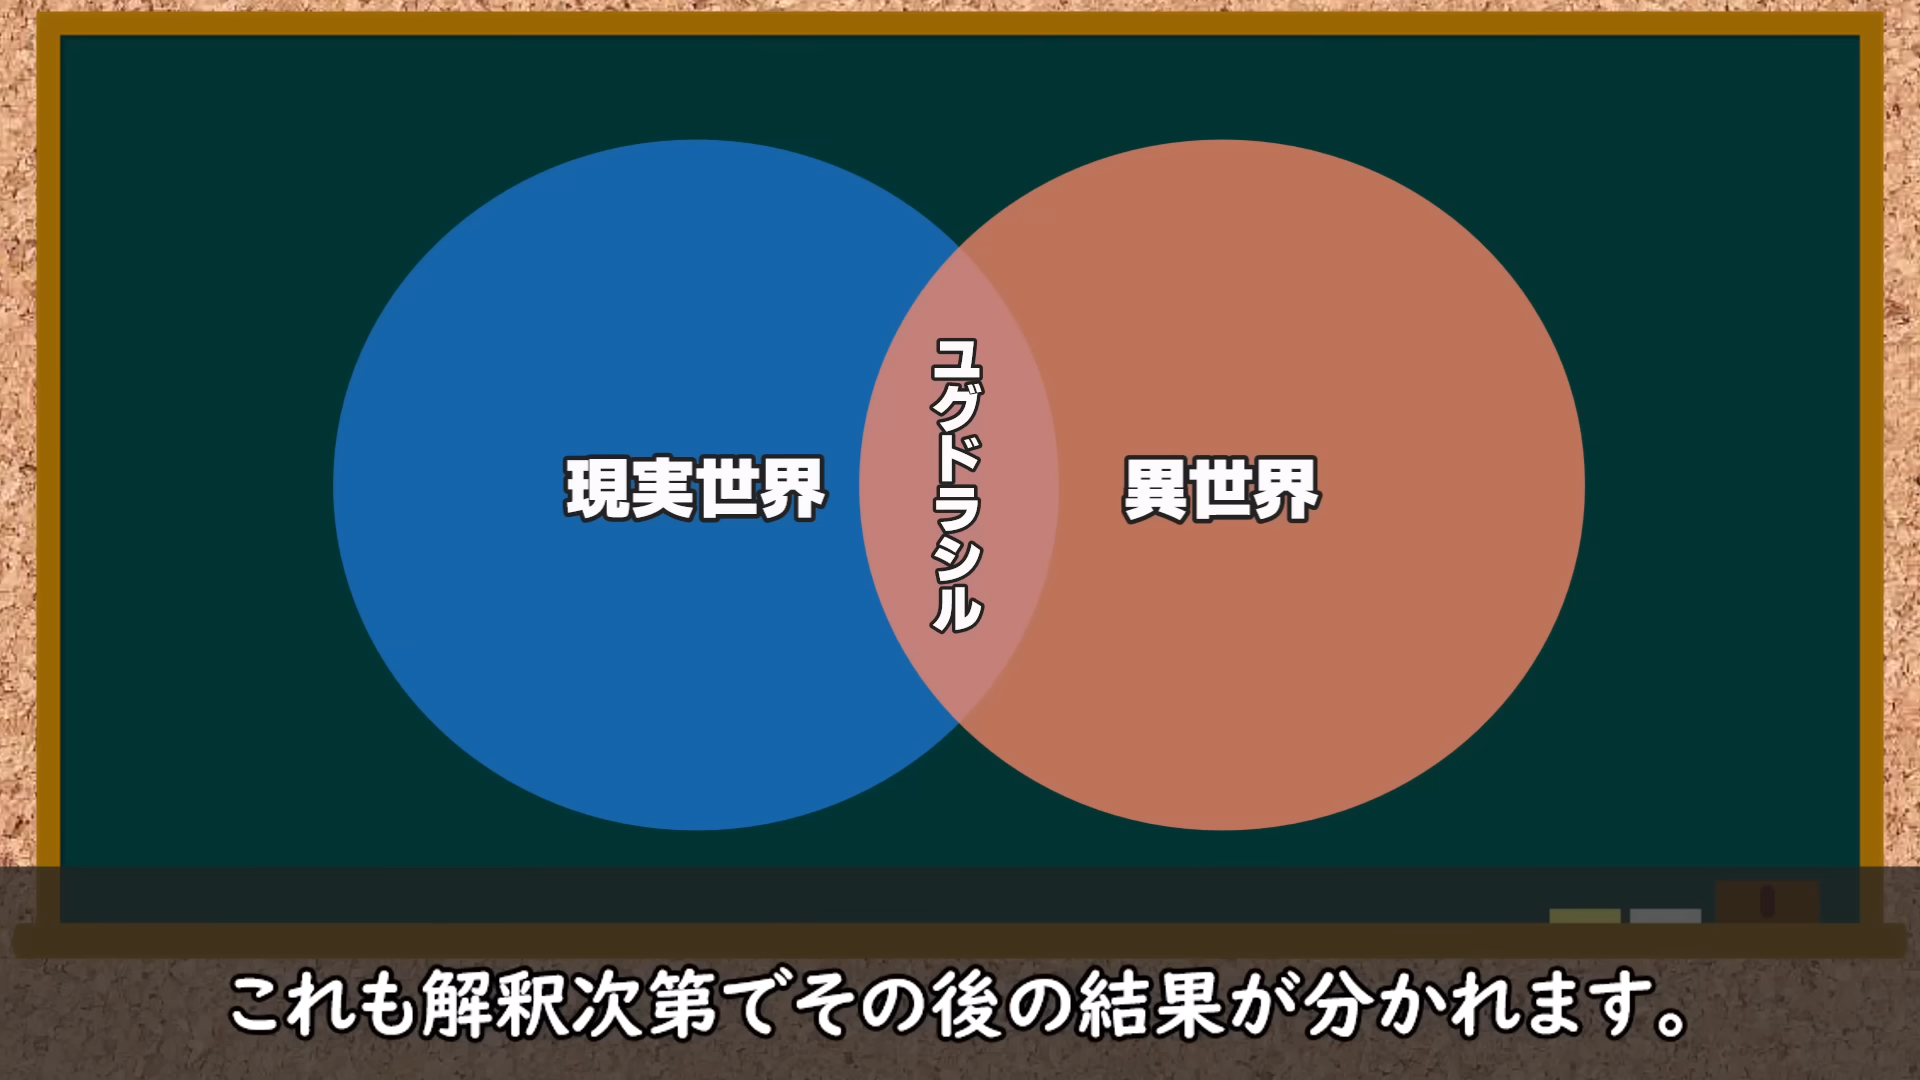 現実世界
ユグドラシル
異世界
これも解釈次第でその後の結果が分かれます。